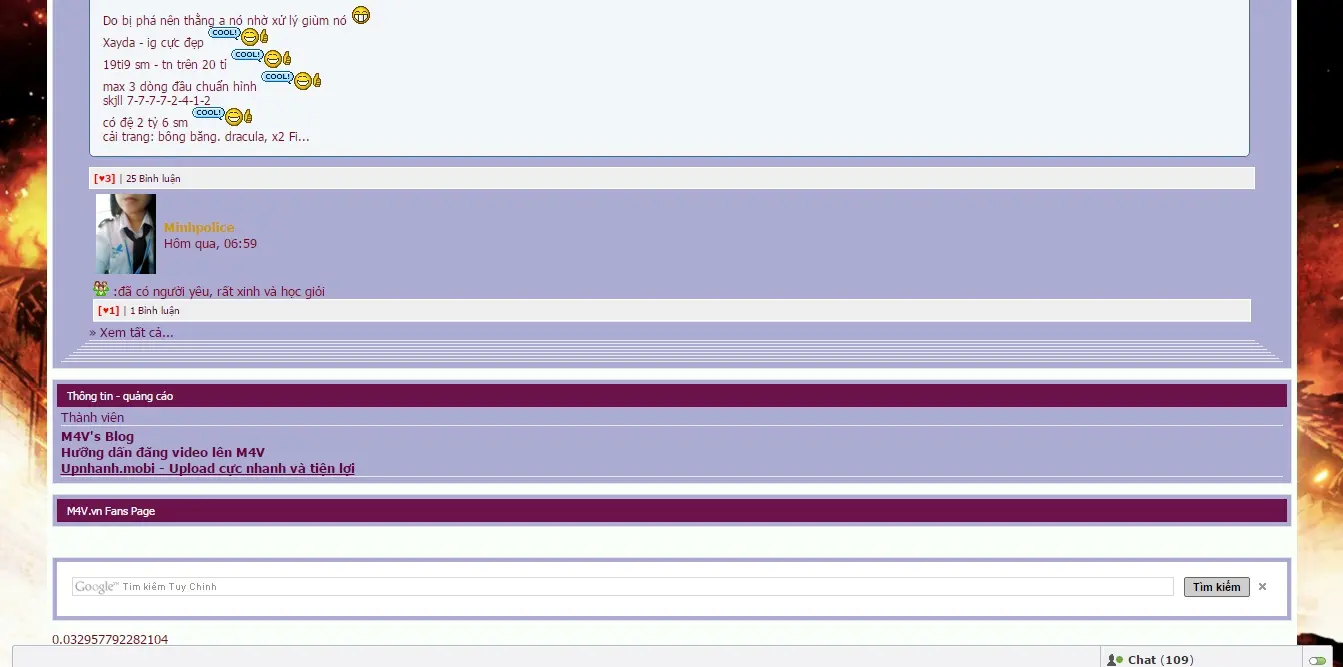 Do bị phá nên thằng a nó nhờ xử lý giùm nó
Xayda - ig cực đẹp COOL!
19ti9 sm - tn trên 20 tỉ COOL!
max 3 dòng đầu chuẩn hình COOL!
skjll 7-7-7-7-2-4-1-2
có đệ 2 tỷ 6 sm COOL!
cải trang: bông băng. dracula, x2 Fi...
[♥3] | 25 Bình luận
Minhpolice
Hôm qua, 06:59
:đã có người yêu, rất xinh và học giỏi
[♥1] | 1 Bình luận
» Xem tất cả...
Thông tin - quảng cáo
Thành viên
M4V's Blog
Hướng dẫn đăng video lên M4V
Upnhanh.mobi - Upload cực nhanh và tiện lợi
M4V.vn Fans Page
Google™ Tìm kiếm Tùy Chỉnh Tìm kiếm ×
0.032957792282104
Chat (109)